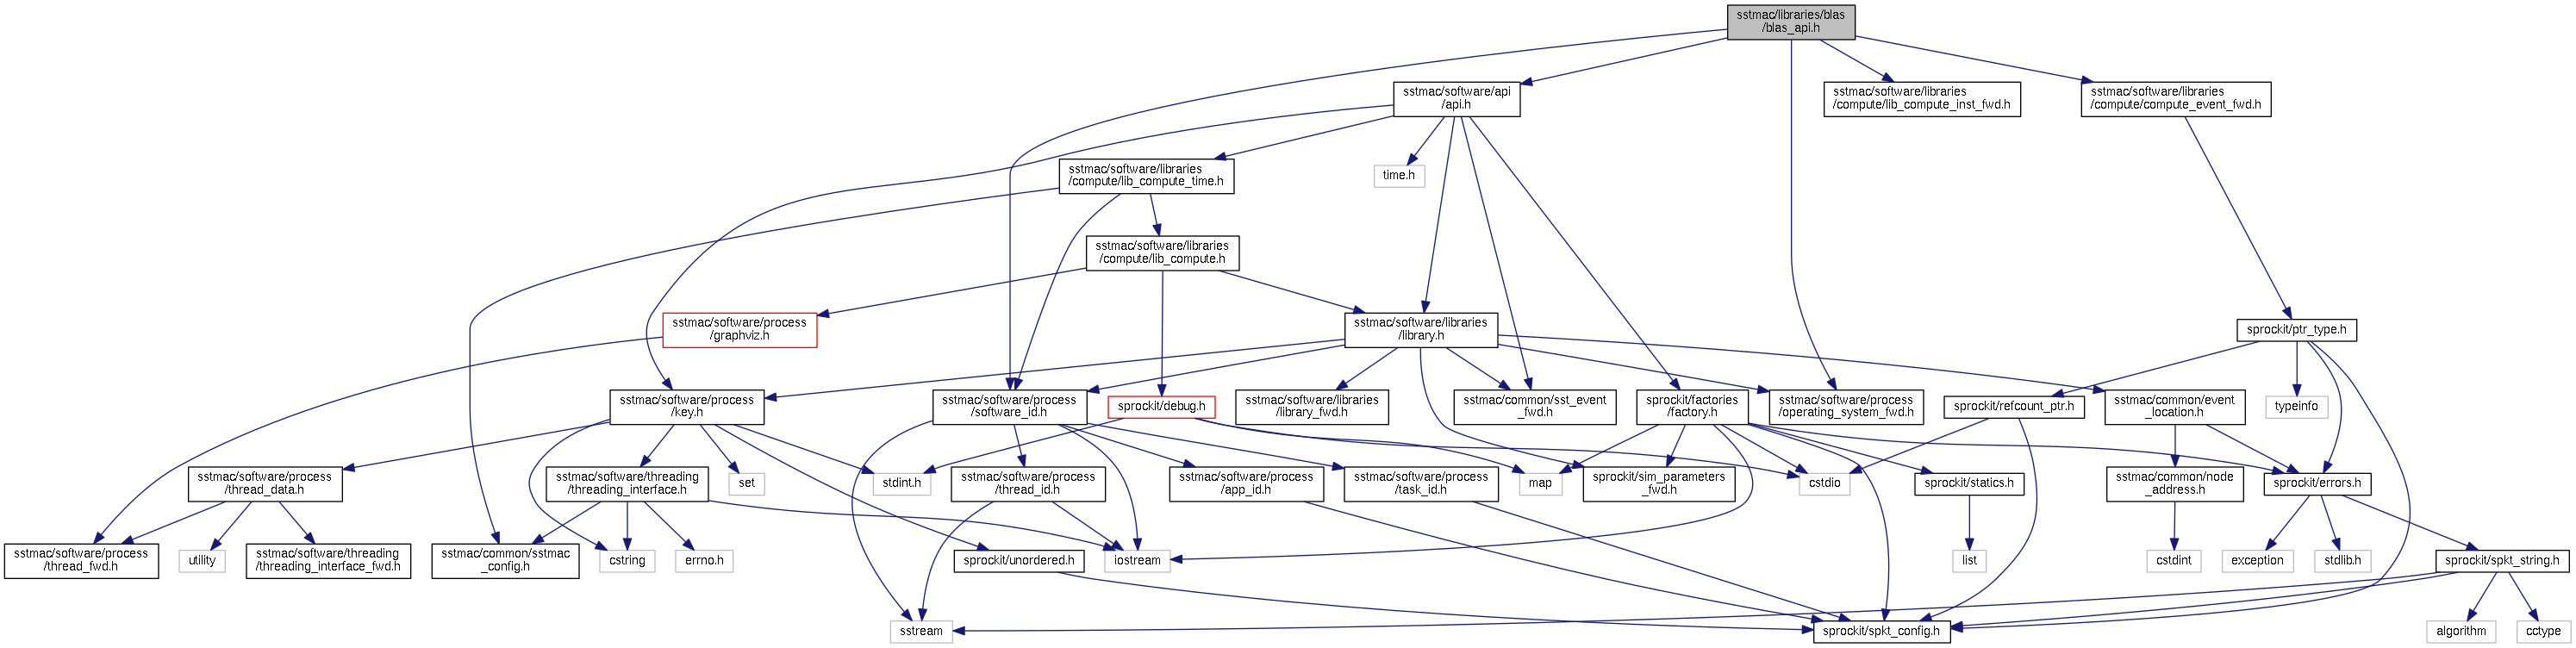 sstmac/libraries/blas
/blas_api.h
sstmac/software/api
/api.h
sstmac/software/libraries
/compute/lib_compute_inst_fwd.h
sstmac/software/libraries
/compute/compute_event_fwd.h
sstmac/software/libraries
/compute/lib_compute_time.h
time.h
sstmac/software/libraries
/compute/lib_compute.h
sstmac/software/process
/graphviz.h
sstmac/software/libraries
/library.h
sprockit/ptr_type.h
sstmac/software/process
/key.h
sstmac/software/process
/software_id.h
sprockit/debug.h
sstmac/software/libraries
/library_fwd.h
sstmac/common/sst_event
_fwd.h
sprockit/factories
/factory.h
sstmac/software/process
/operating_system_fwd.h
sprockit/refcount_ptr.h
sstmac/common/event
_location.h
typeinfo
sstmac/software/process
/thread_data.h
sstmac/software/threading
/threading_interface.h
set
stdint.h
sstmac/software/process
/thread_id.h
sstmac/software/process
/app_id.h
sstmac/software/process
/task_id.h
map
sprockit/sim_parameters
_fwd.h
cstdio
sprockit/statics.h
sstmac/common/node
_address.h
sprockit/errors.h
sstmac/software/process
/thread_fwd.h
utility
sstmac/software/threading
/threading_interface_fwd.h
sstmac/common/sstmac
_config.h
cstring
errno.h
sprockit/unordered.h
iostream
list
cstdint
exception
stdlib.h
sprockit/spkt_string.h
sstream
sprockit/spkt_config.h
algorithm
cctype